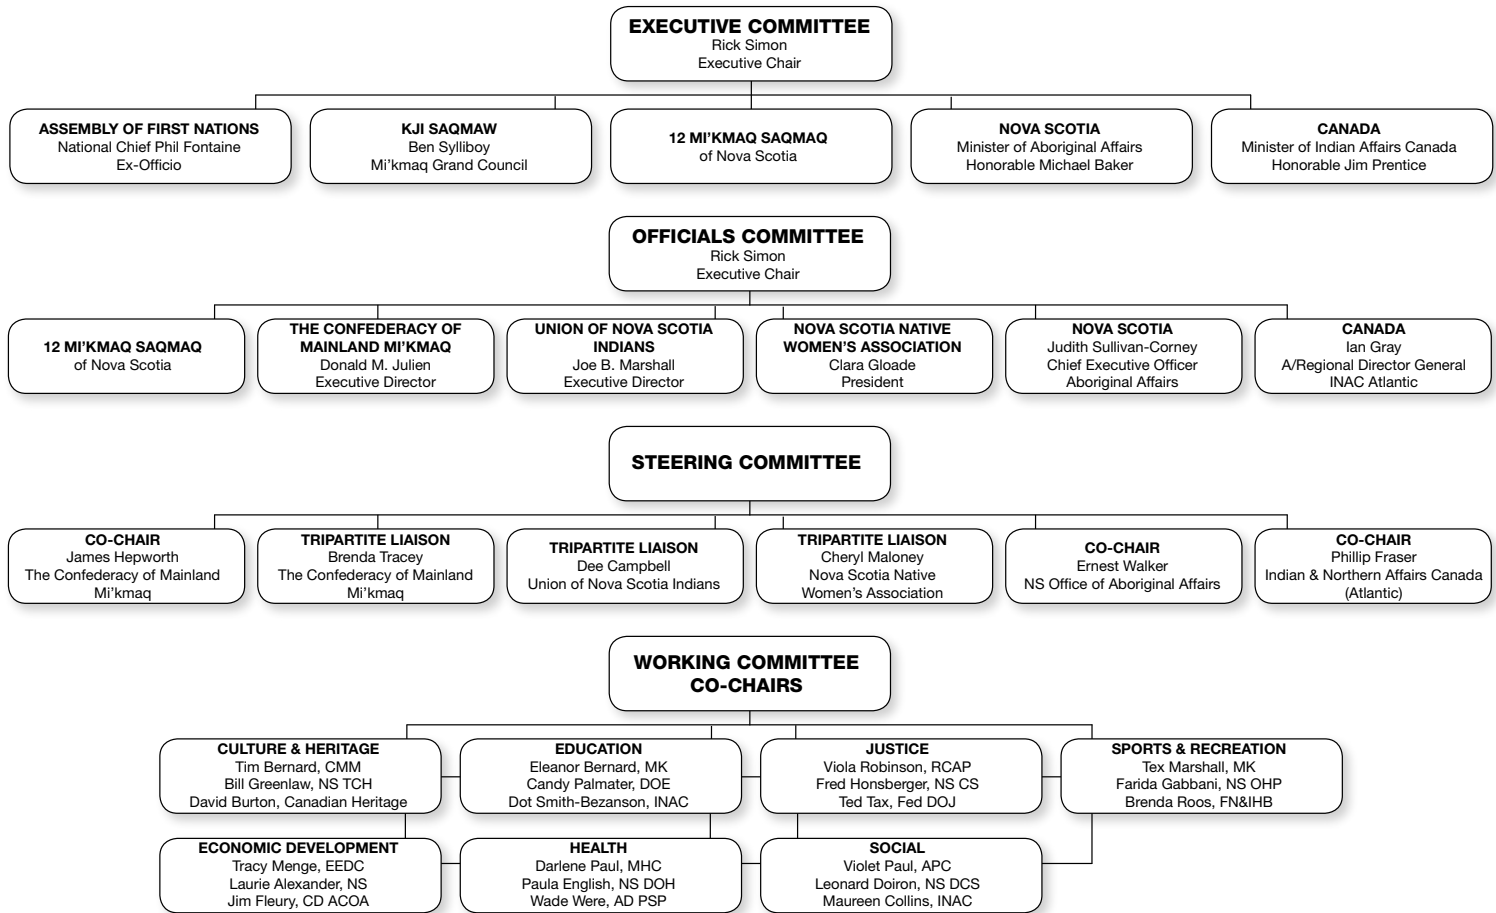 EXECUTIVE COMMITTEE
Rick Simon
Executive Chair
ASSEMBLY OF FIRST NATIONS
National Chief Phil Fontaine
Ex-Officio
KJI SAQMAW
Ben Sylliboy
Mi'kmaq Grand Council
12 MI'KMAQ SAQMAQ
of Nova Scotia
NOVA SCOTIA
Minister of Aboriginal Affairs
Honorable Michael Baker
CANADA
Minister of Indian Affairs Canada
Honorable Jim Prentice
OFFICIALS COMMITTEE
Rick Simon
Executive Chair
12 MI'KMAQ SAQMAQ
of Nova Scotia
THE CONFEDERACY OF
MAINLAND MI'KMAQ
Donald M. Julien
Executive Director
UNION OF NOVA SCOTIA
INDIANS
Joe B. Marshall
Executive Director
NOVA SCOTIA NATIVE
WOMEN'S ASSOCIATION
Clara Gloade
President
NOVA SCOTIA
Judith Sullivan-Corney
Chief Executive Officer
Aboriginal Affairs
CANADA
Ian Gray
A/Regional Director General
INAC Atlantic
STEERING COMMITTEE
CO-CHAIR
James Hepworth
The Confederacy of Mainland
Mi'kmaq
TRIPARTITE LIAISON
Brenda Tracey
The Confederacy of Mainland
Mi'kmaq
TRIPARTITE LIAISON
Dee Campbell
Union of Nova Scotia Indians
TRIPARTITE LIAISON
Cheryl Maloney
Nova Scotia Native
Women's Association
CO-CHAIR
Ernest Walker
NS Office of Aboriginal Affairs
CO-CHAIR
Phillip Fraser
Indian & Northern Affairs Canada
(Atlantic)
WORKING COMMITTEE
CO-CHAIRS
CULTURE & HERITAGE
Tim Bernard, CMM
Bill Greenlaw, NS TCH
David Burton, Canadian Heritage
EDUCATION
Eleanor Bernard, MK
Candy Palmater, DOE
Dot Smith-Bezanson, INAC
JUSTICE
Viola Robinson, RCAP
Fred Honsberger, NS CS
Ted Tax, Fed DOJ
SPORTS & RECREATION
Tex Marshall, MK
Farida Gabbani, NS OHP
Brenda Roos, FN&IHB
ECONOMIC DEVELOPMENT
Tracy Menge, EEDC
Laurie Alexander, NS
Jim Fleury, CD ACOA
HEALTH
Darlene Paul, MHC
Paula English, NS DOH
Wade Were, AD PSP
SOCIAL
Violet Paul, APC
Leonard Doiron, NS DCS
Maureen Collins, INAC